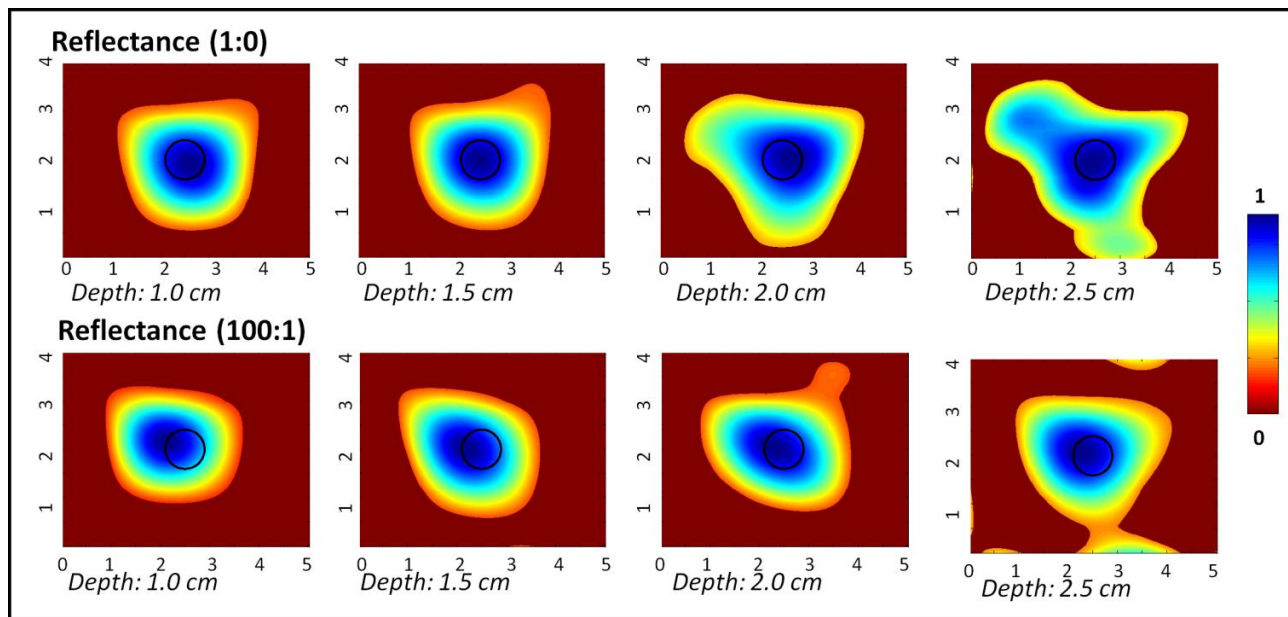 Reflectance (1:0)
4 3 2 1
0 1 2 3 4 5
Depth: 1.0 cm
4 3 2 1
0 1 2 3 4 5
Depth: 1.5 cm
4 3 2 1
0 1 2 3 4 5
Depth: 2.0 cm
4 3 2 1
0 1 2 3 4 5
Depth: 2.5 cm
1
0
Reflectance (100:1)
4 3 2 1
0 1 2 3 4 5
Depth: 1.0 cm
4 3 2 1
0 1 2 3 4 5
Depth: 1.5 cm
4 3 2 1
0 1 2 3 4 5
Depth: 2.0 cm
4 3 2 1
0 1 2 3 4 5
Depth: 2.5 cm